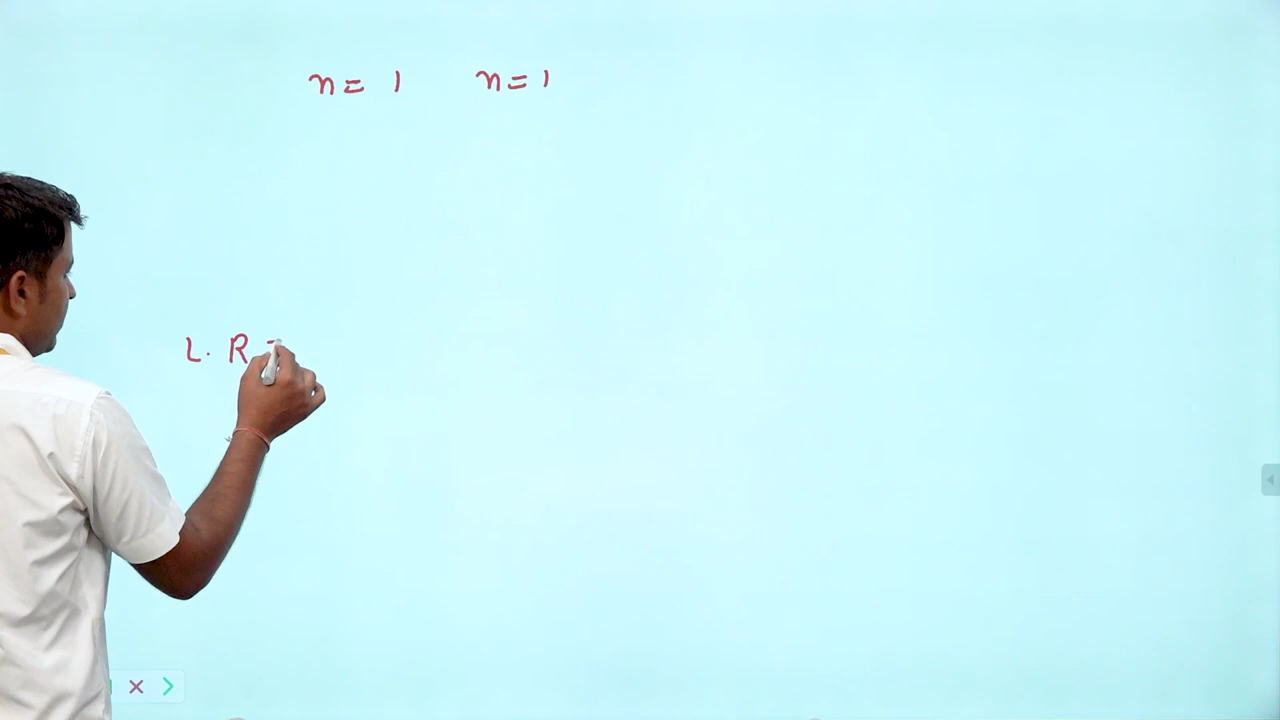 n = 1 n = 1
L. R